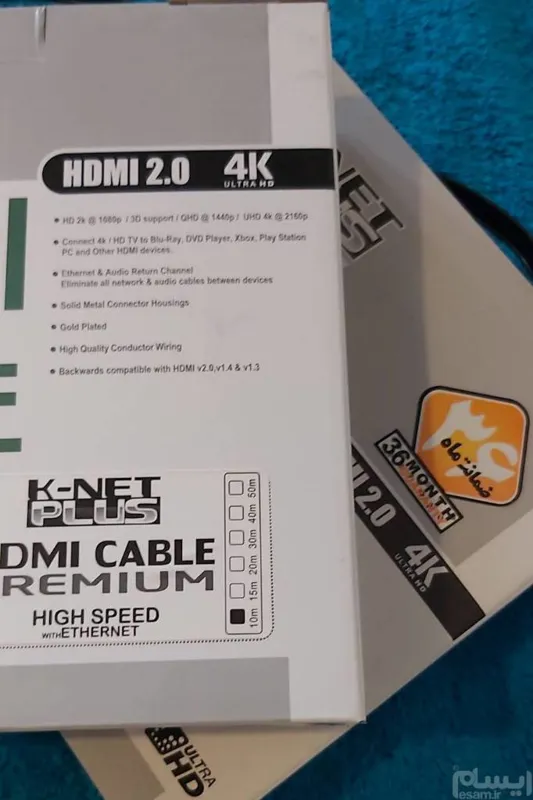 HDMI 2.0 4K
ULTRA HD
HD 2k @ 1080p / 3D support / QHD @ 1440p / UHD 4k @ 2160p
Connect 4k / HD TV to Blu-Ray, DVD Player, Xbox, Play Station
PC and Other HDMI devices.
Ethernet & Audio Return Channel
Eliminate all network & audio cables between devices
Solid Metal Connector Housings
Gold Plated
High Quality Conductor Wiring
Backwards compatible with HDMI v2.0,v1.4 & v1.3
K-NET
PLUS
DMI CABLE
REMIUM
HIGH SPEED
WITH ETHERNET
10m 15m 20m 30m 40m 50m
-NET
PLUS
۳۶
ضمانت ماه
36 MONTH
MI 2.0 4K
ULTRA HD
ULTRA
HD
ایسام
esam.ir